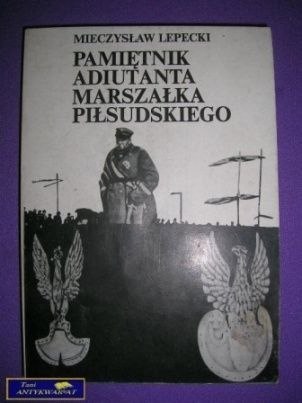 MIECZYSŁAW LEPECKI
PAMIĘTNIK
ADIUTANTA
MARSZAŁKA
PIŁSUDSKIEGO
Tani
ANTYKWARIAT